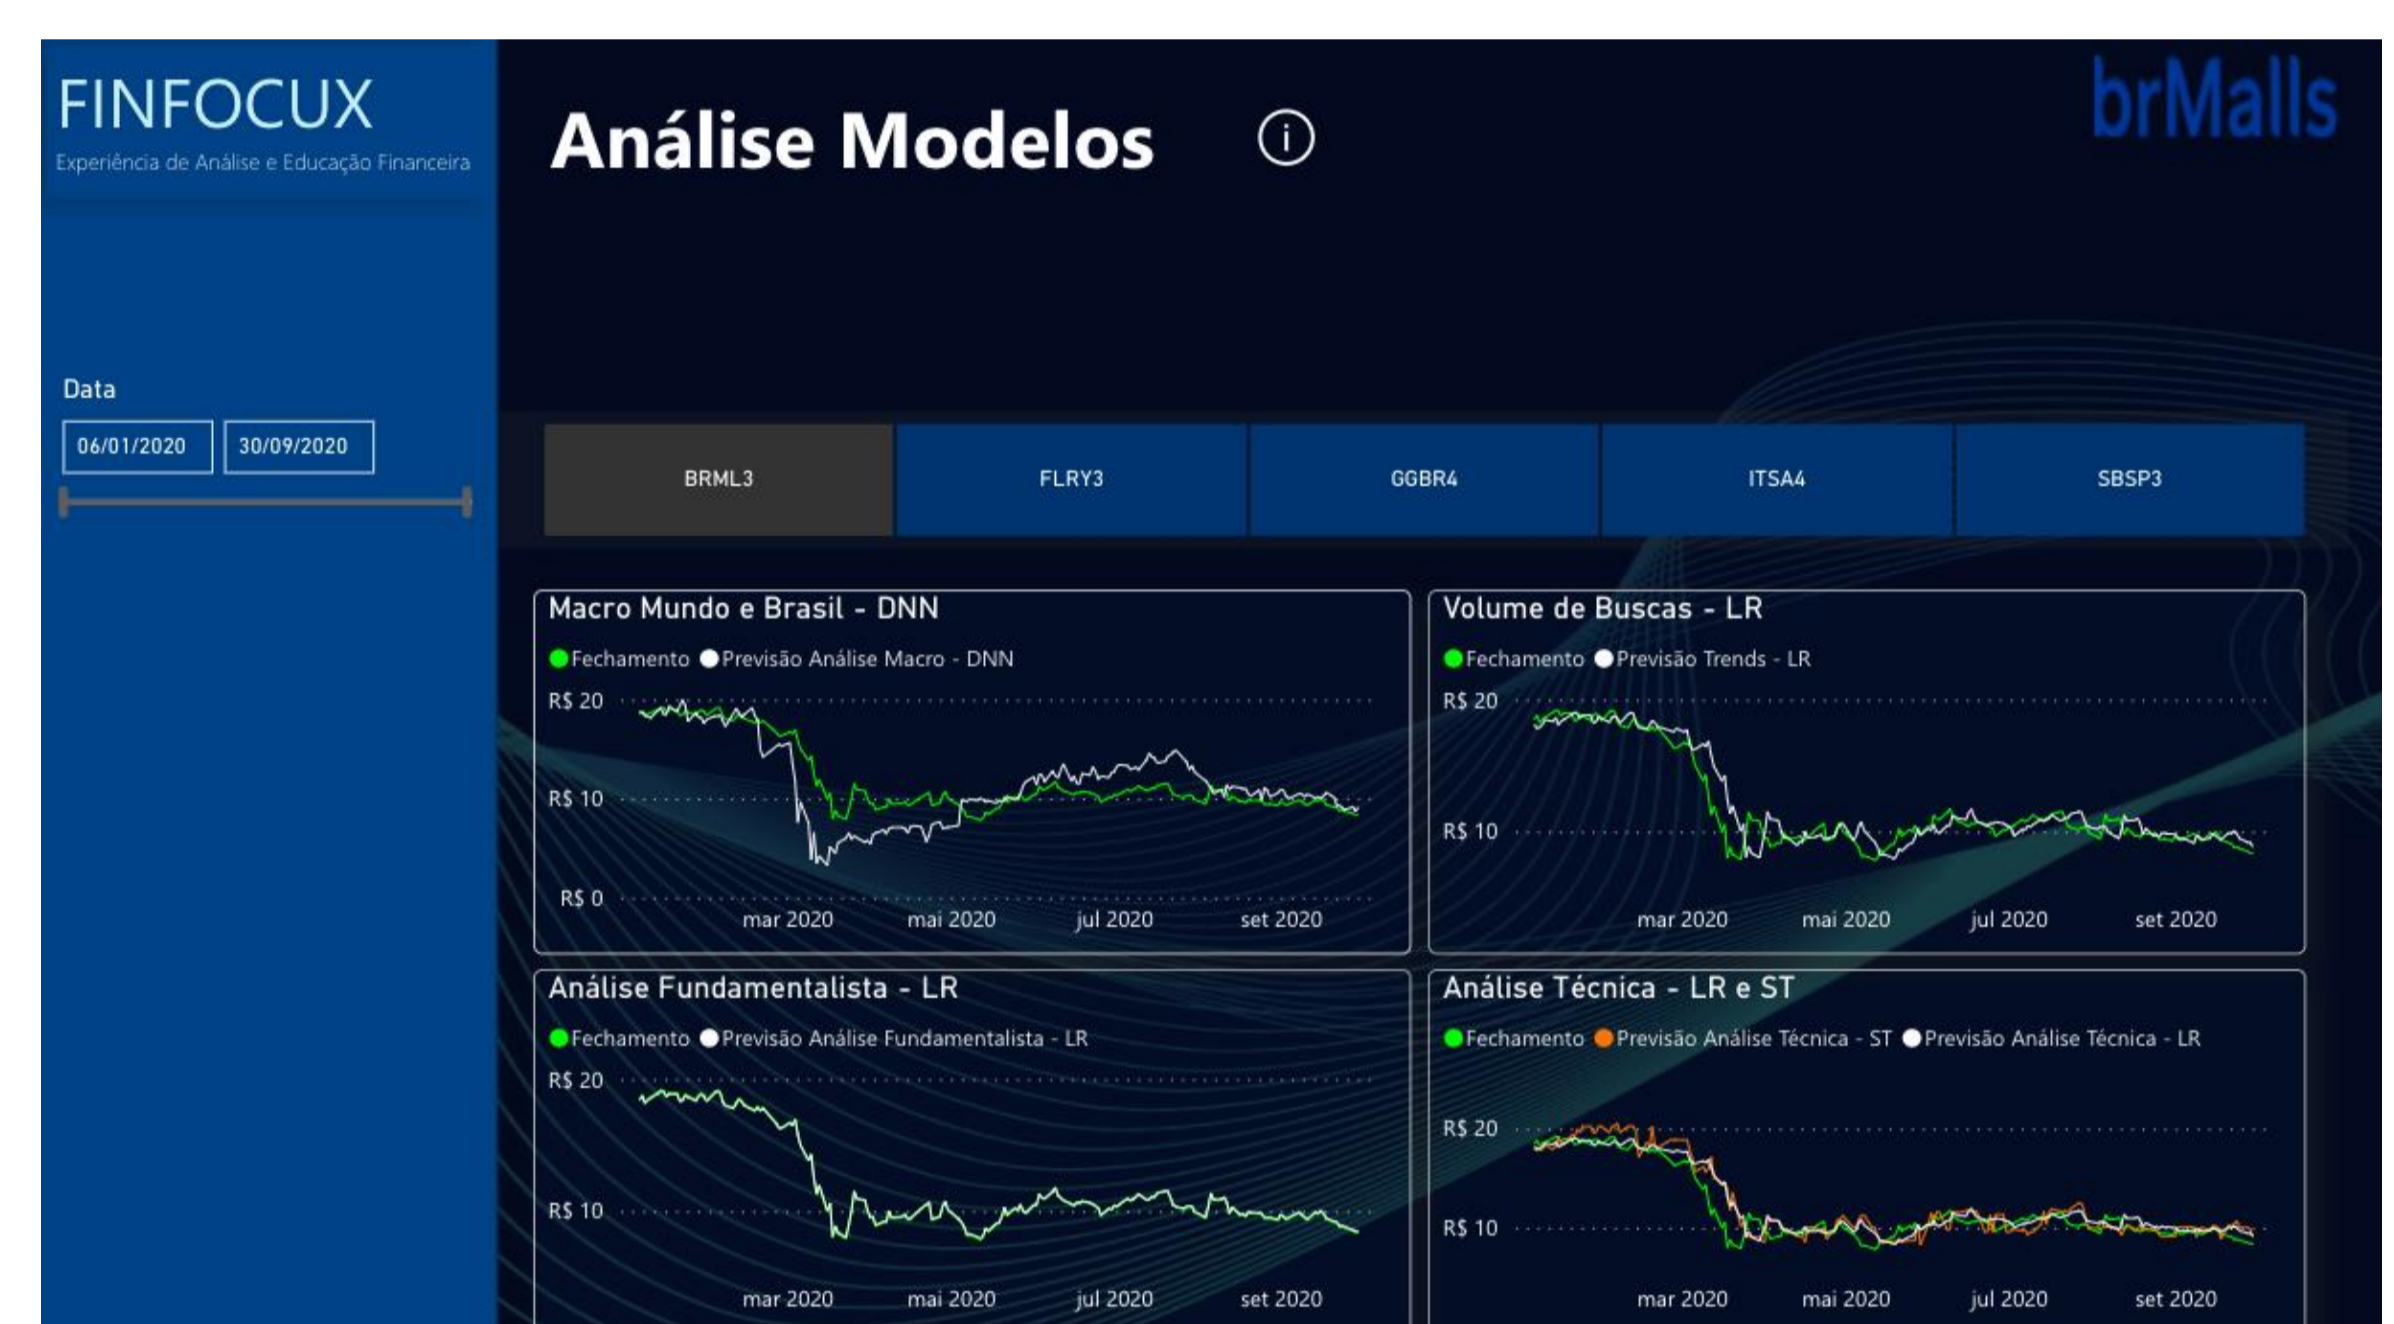 FINFOCUX
Experiência de Análise e Educação Financeira
Análise Modelos
i
brMalls
Data
06/01/2020 30/09/2020
BRML3 FLRY3 GGBR4 ITSA4 SBSP3
Macro Mundo e Brasil - DNN
Fechamento Previsão Análise Macro - DNN
R$ 20
R$ 10
R$ 0
mar 2020 mai 2020 jul 2020 set 2020
Volume de Buscas - LR
Fechamento Previsão Trends - LR
R$ 20
R$ 10
mar 2020 mai 2020 jul 2020 set 2020
Análise Fundamentalista - LR
Fechamento Previsão Análise Fundamentalista - LR
R$ 20
R$ 10
mar 2020 mai 2020 jul 2020 set 2020
Análise Técnica - LR e ST
Fechamento Previsão Análise Técnica - ST Previsão Análise Técnica - LR
R$ 20
R$ 10
mar 2020 mai 2020 jul 2020 set 2020